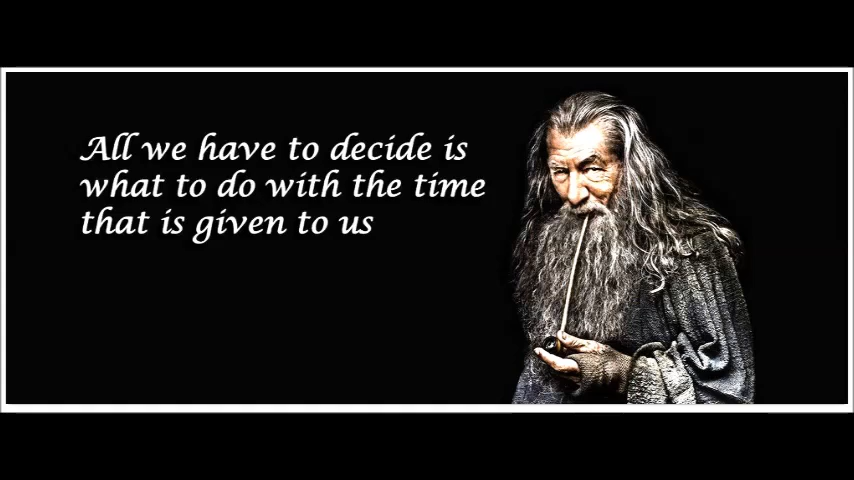 All we have to decide is
what to do with the time
that is given to us